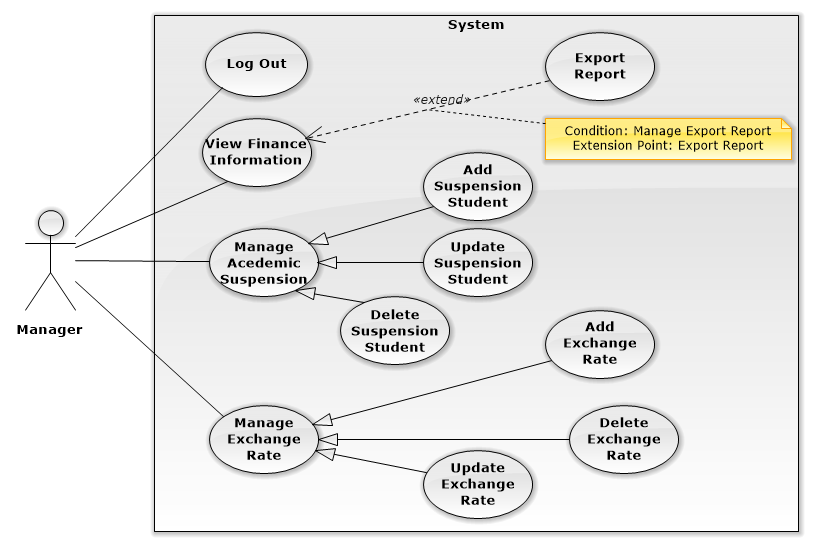 System
Log Out
Export
Report
«extend»
Condition: Manage Export Report
Extension Point: Export Report
View Finance
Information
Add
Suspension
Student
Manage
Acedemic
Suspension
Update
Suspension
Student
Delete
Suspension
Student
Manager
Add
Exchange
Rate
Manage
Exchange
Rate
Delete
Exchange
Rate
Update
Exchange
Rate